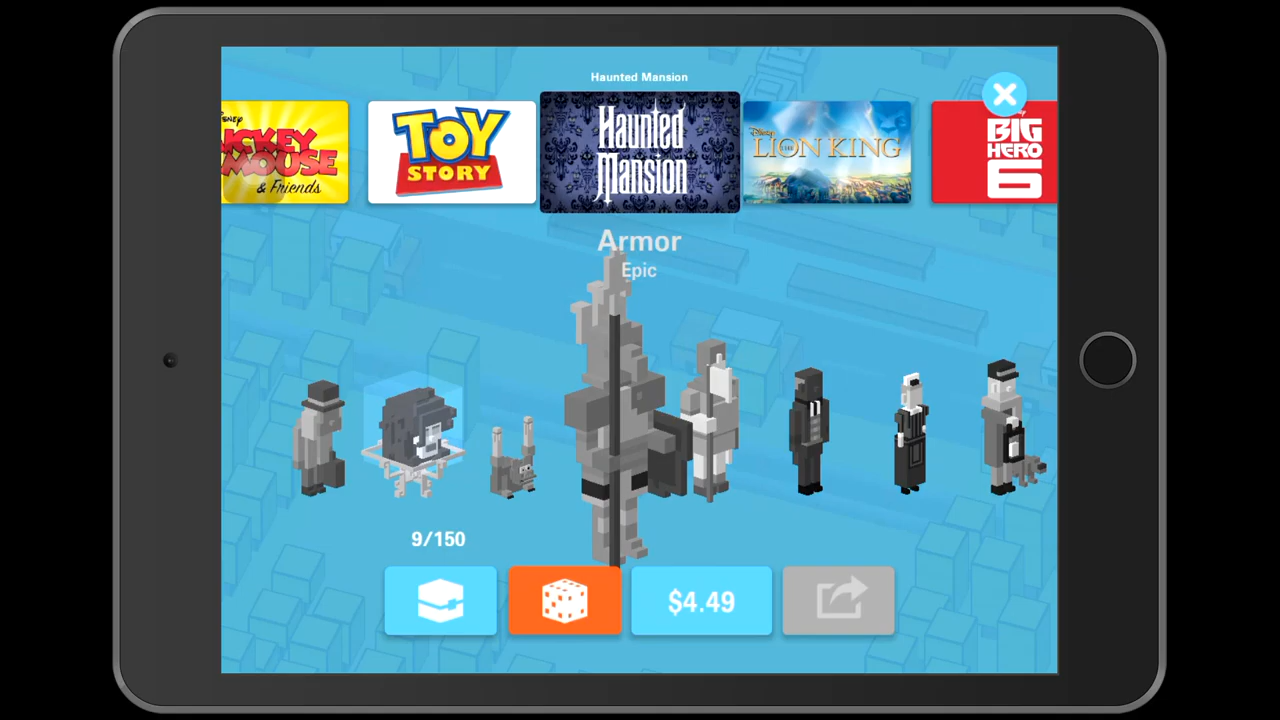 Haunted Mansion
DISNEY
MICKEY
MOUSE
& Friends
TOY
STORY
Haunted
Mansion
Disney
THE LION KING
BIG
HERO
6
Armor
Epic
9/150
$4.49